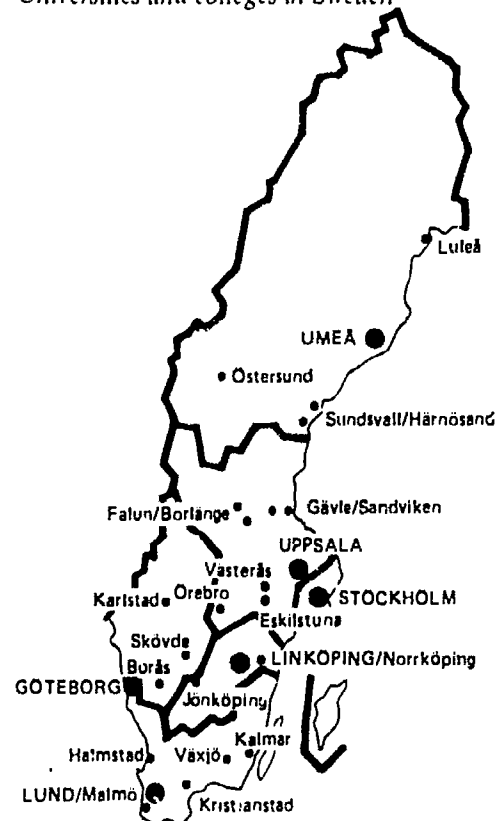 Universities and colleges in Sweden
Luleå
UMEÅ
Östersund
Sundsvall/Härnösand
Falun/Borlänge
Gävle/Sandviken
UPPSALA
Västerås
Karlstad
Örebro
STOCKHOLM
Eskilstuna
Skövde
Borås
LINKÖPING/Norrköping
GÖTEBORG
Jönköping
Kalmar
Halmstad
Växjö
LUND/Malmö
Kristianstad